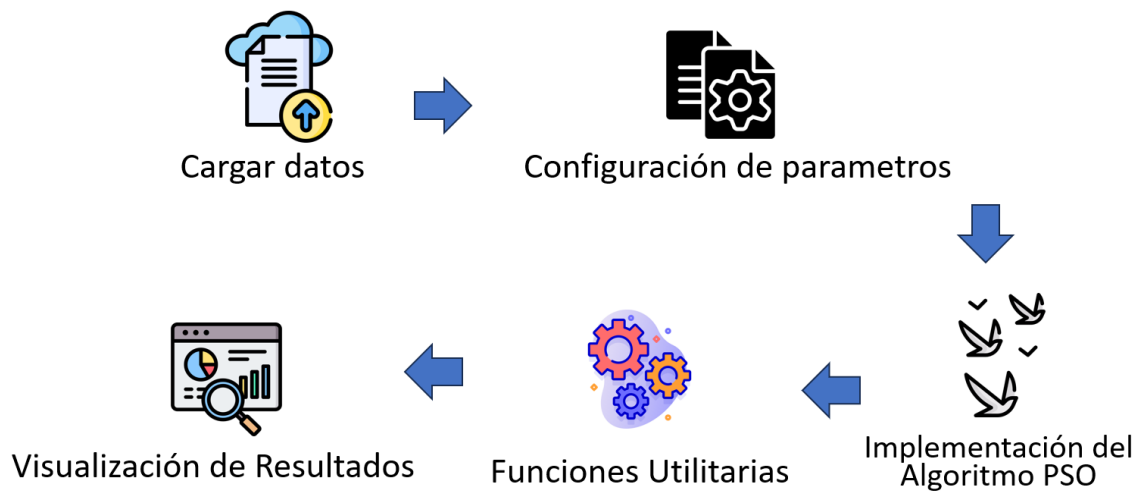 Cargar datos
Configuración de parametros
Implementación del
Algoritmo PSO
Funciones Utilitarias
Visualización de Resultados